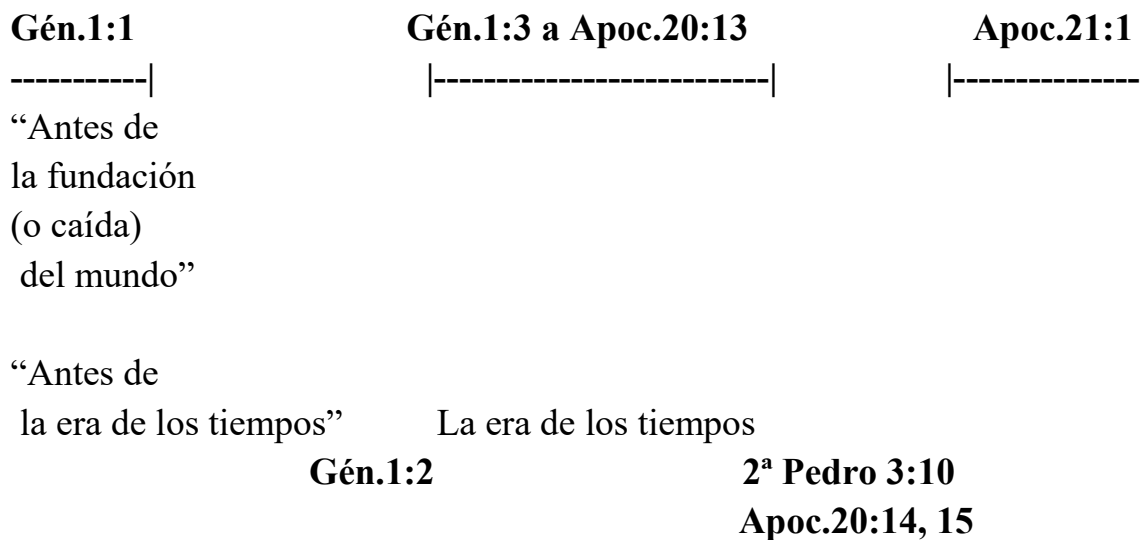 Gén.1:1 Gén.1:3 a Apoc.20:13 Apoc.21:1
-----------| |---------------------------| |---------------
“Antes de
la fundación
(o caída)
del mundo”
“Antes de
la era de los tiempos” La era de los tiempos
Gén.1:2 2ª Pedro 3:10
Apoc.20:14, 15